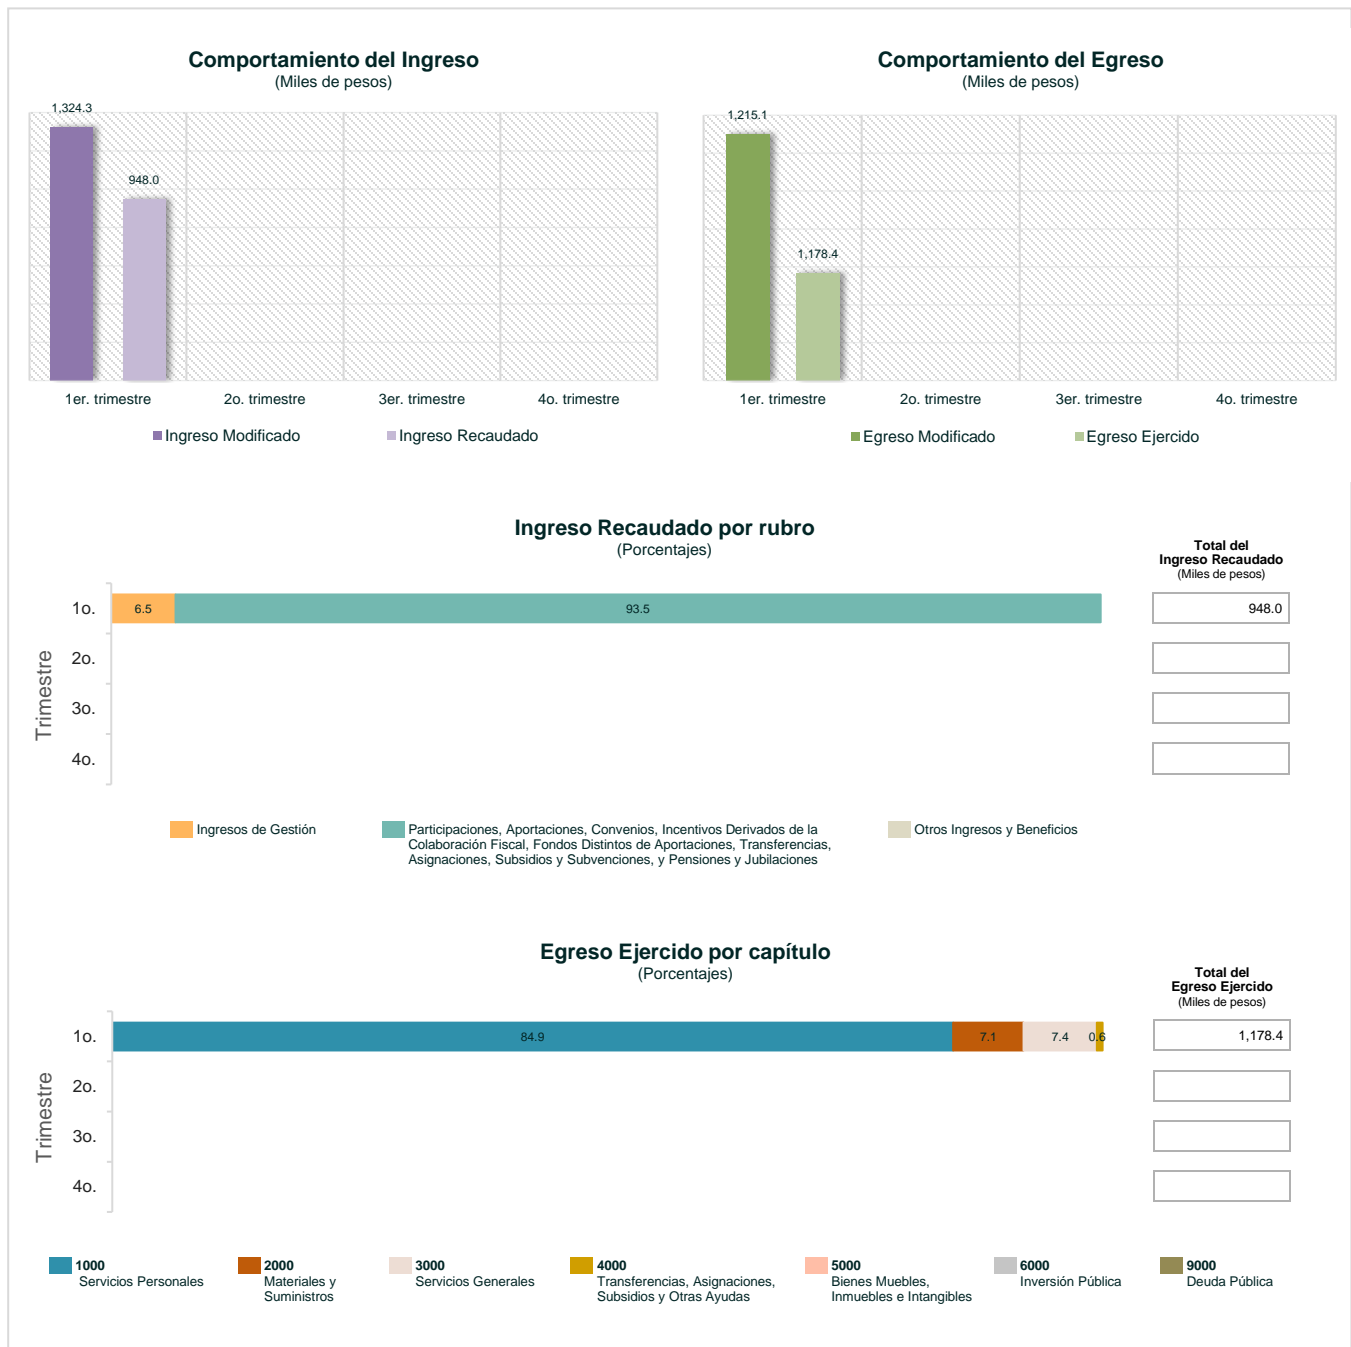 Comportamiento del Ingreso
(Miles de pesos)
1,324.3
948.0
1er. trimestre
2o. trimestre
3er. trimestre
4o. trimestre
Ingreso Modificado
Ingreso Recaudado
Comportamiento del Egreso
(Miles de pesos)
1,215.1
1,178.4
1er. trimestre
2o. trimestre
3er. trimestre
4o. trimestre
Egreso Modificado
Egreso Ejercido
Ingreso Recaudado por rubro
(Porcentajes)
Total del
Ingreso Recaudado
(Miles de pesos)
Trimestre
1o.
6.5
93.5
948.0
2o.
3o.
4o.
Ingresos de Gestión
Participaciones, Aportaciones, Convenios, Incentivos Derivados de la
Colaboración Fiscal, Fondos Distintos de Aportaciones, Transferencias,
Asignaciones, Subsidios y Subvenciones, y Pensiones y Jubilaciones
Otros Ingresos y Beneficios
Egreso Ejercido por capítulo
(Porcentajes)
Total del
Egreso Ejercido
(Miles de pesos)
Trimestre
1o.
84.9
7.1
7.4
0.6
1,178.4
2o.
3o.
4o.
1000
Servicios Personales
2000
Materiales y
Suministros
3000
Servicios Generales
4000
Transferencias, Asignaciones,
Subsidios y Otras Ayudas
5000
Bienes Muebles,
Inmuebles e Intangibles
6000
Inversión Pública
9000
Deuda Pública